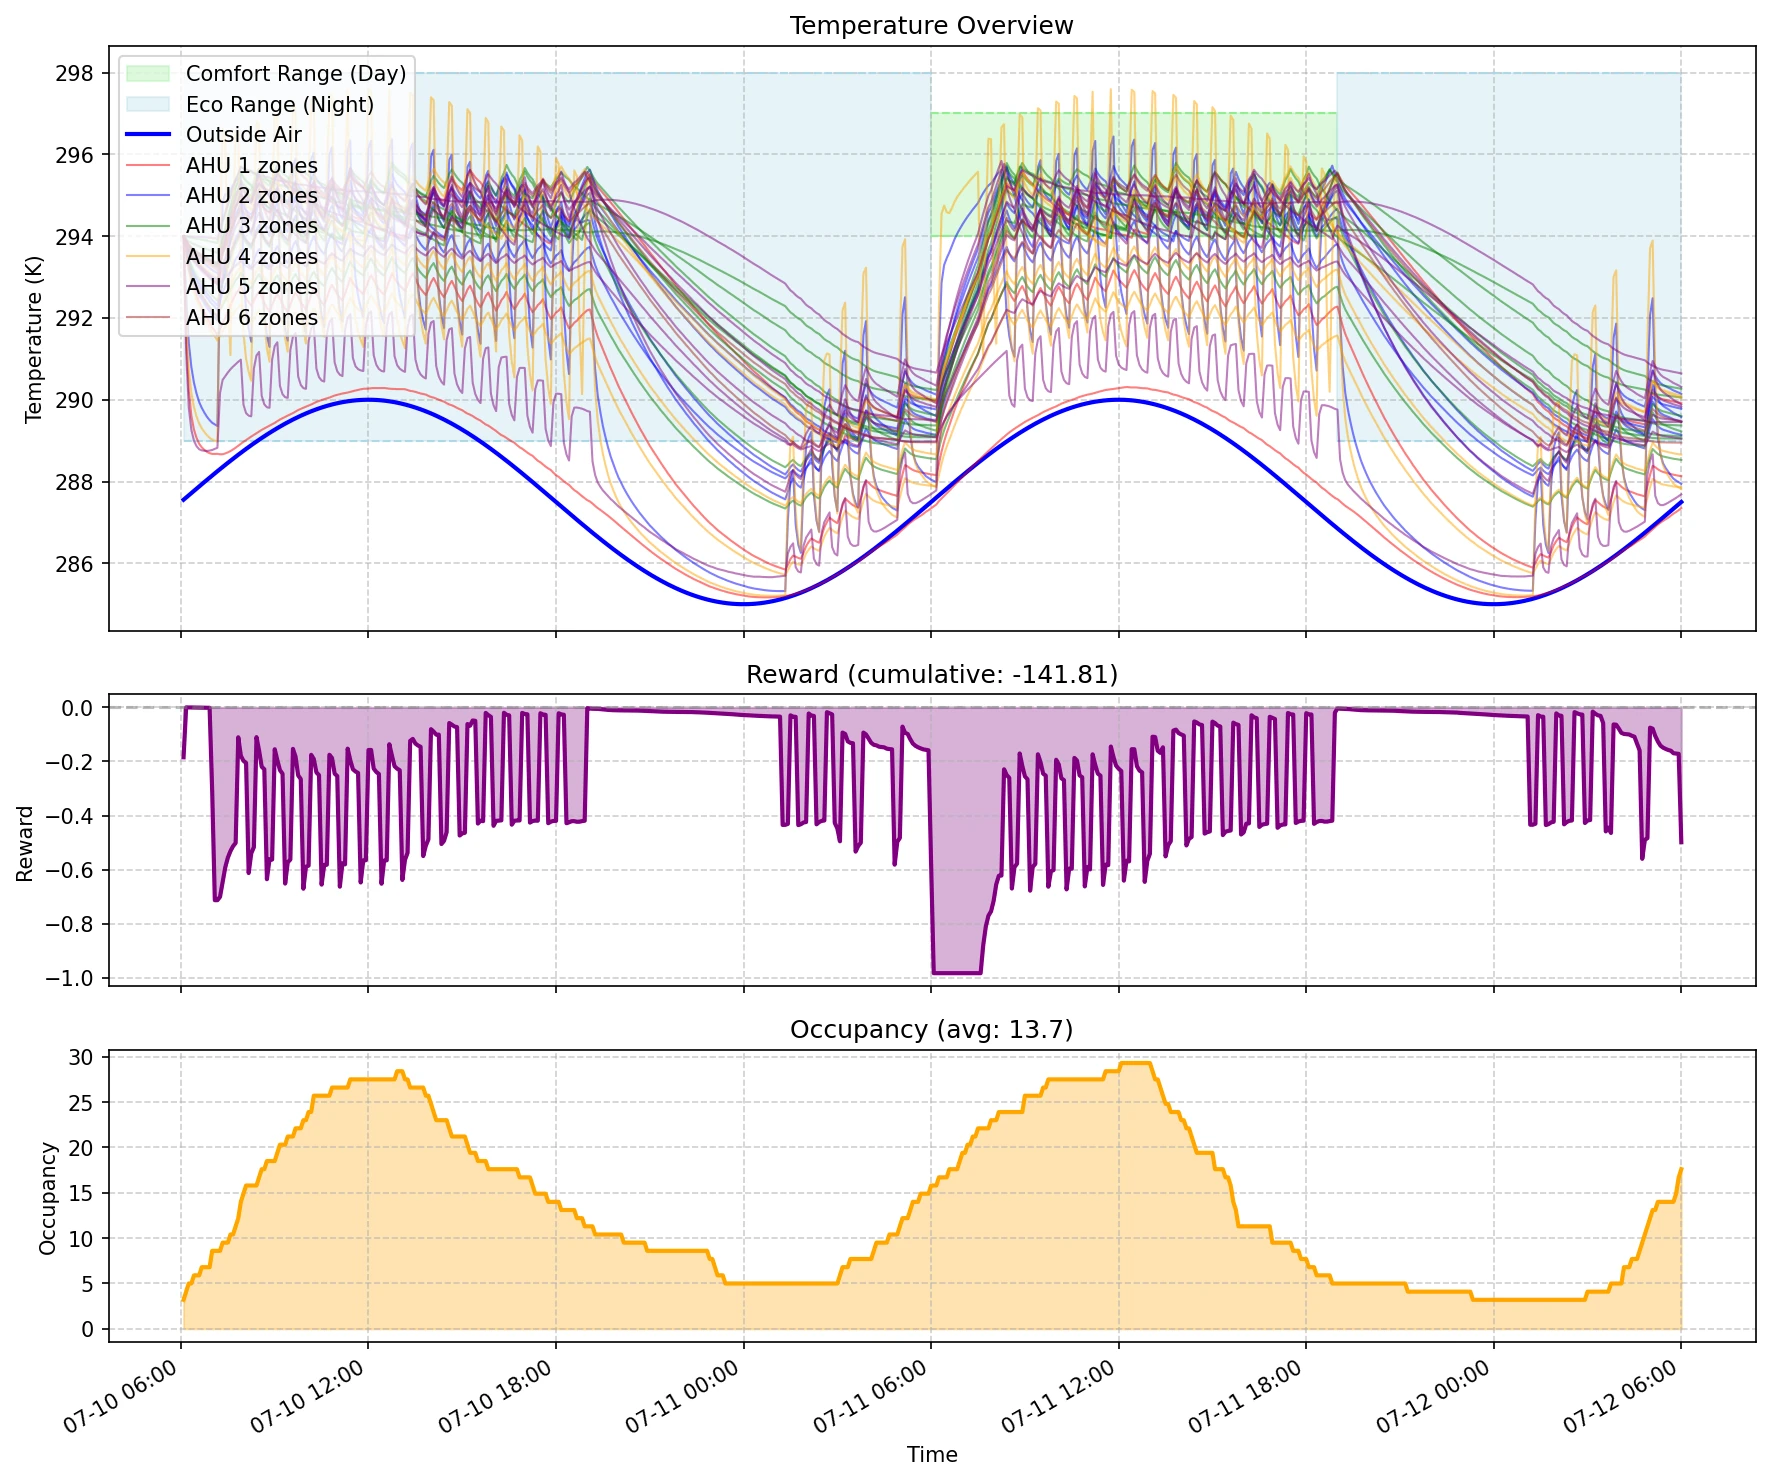 Temperature Overview
Temperature (K)
298
296
294
292
290
288
286
Comfort Range (Day)
Eco Range (Night)
Outside Air
AHU 1 zones
AHU 2 zones
AHU 3 zones
AHU 4 zones
AHU 5 zones
AHU 6 zones
Reward (cumulative: -141.81)
Reward
0.0
−0.2
−0.4
−0.6
−0.8
−1.0
Occupancy (avg: 13.7)
Occupancy
30
25
20
15
10
5
0
07-10 06:00
07-10 12:00
07-10 18:00
07-11 00:00
07-11 06:00
07-11 12:00
07-11 18:00
07-12 00:00
07-12 06:00
Time